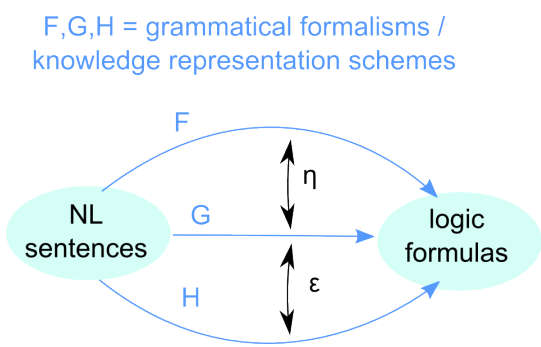 F,G,H = grammatical formalisms /
knowledge representation schemes
F
η
NL
sentences
G
logic
formulas
ε
H